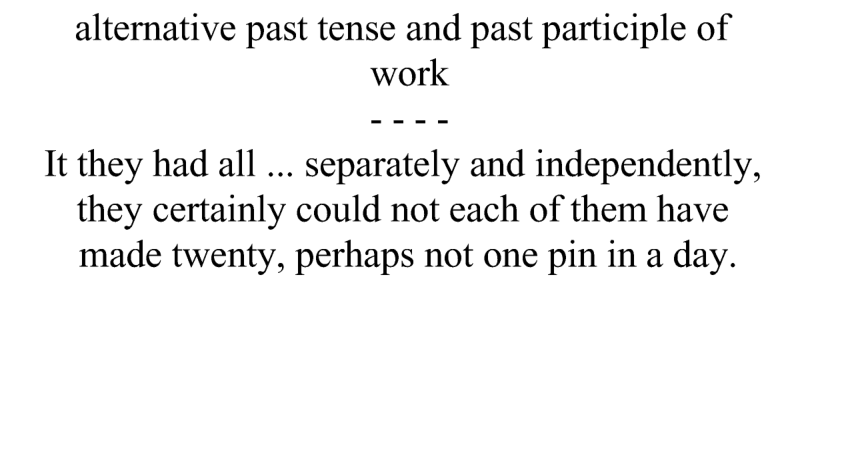 alternative past tense and past participle of
work
- - - -
It they had all ... separately and independently,
they certainly could not each of them have
made twenty, perhaps not one pin in a day.